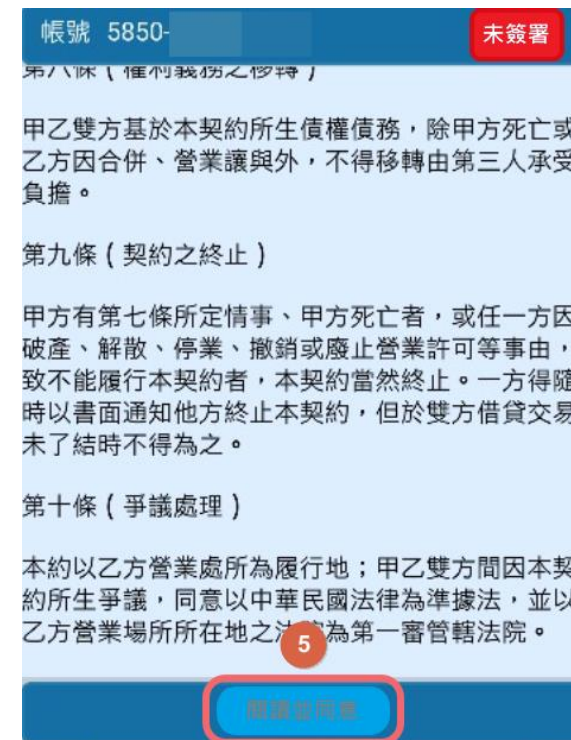 帳號 5850-
未簽署
第八條 ( 權利義務之移轉 )
甲乙雙方基於本契約所生債權債務，除甲方死亡或
乙方因合併、營業讓與外，不得移轉由第三人承受
負擔。
第九條 ( 契約之終止 )
甲方有第七條所定情事、甲方死亡者，或任一方因
破產、解散、停業、撤銷或廢止營業許可等事由，
致不能履行本契約者，本契約當然終止。一方得隨
時以書面通知他方終止本契約，但於雙方借貸交易
未了結時不得為之。
第十條 ( 爭議處理 )
本約以乙方營業處所為履行地；甲乙雙方間因本契
約所生爭議，同意以中華民國法律為準據法，並以
乙方營業場所所在地之法為第一審管轄法院。
5
閱讀並同意